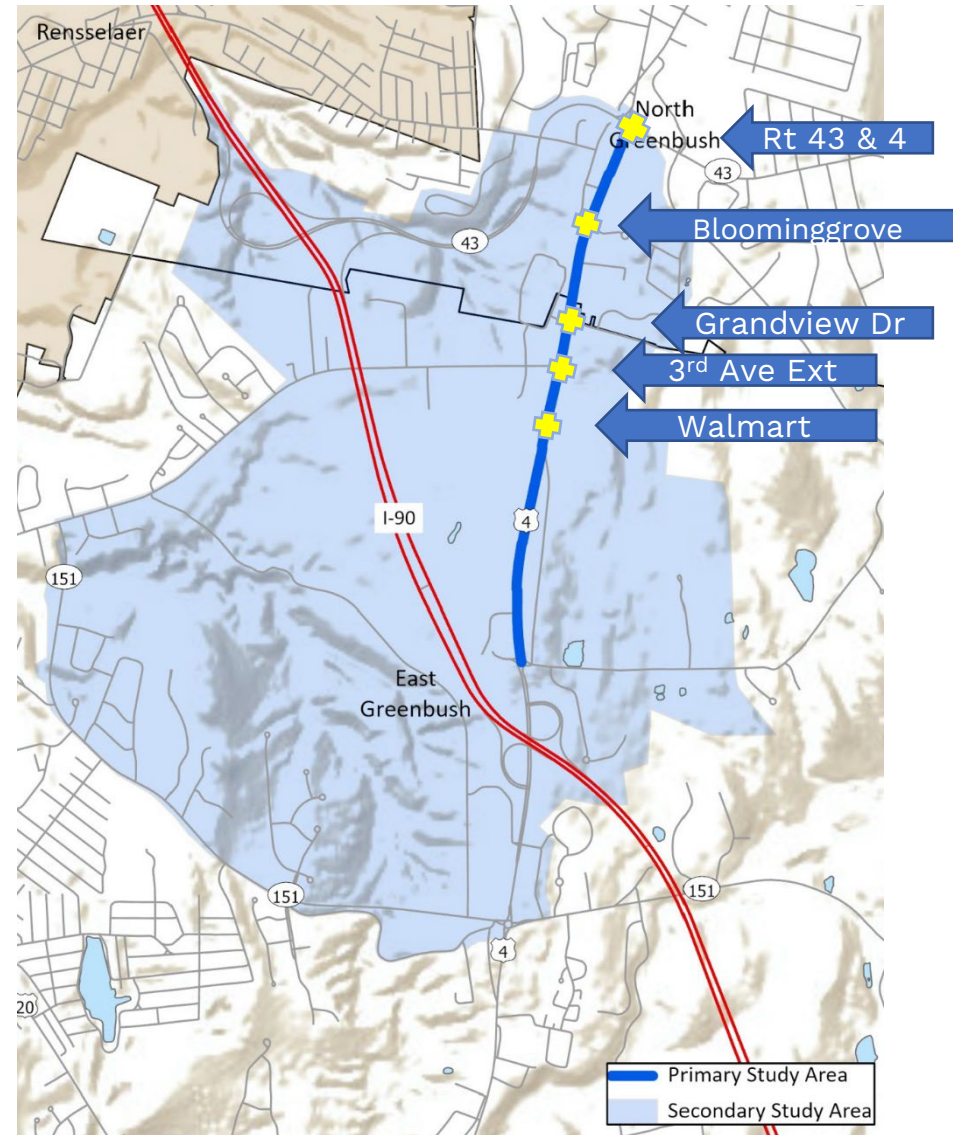 Rensselaer
North
Greenbush
Rt 43 & 4
43
Bloominggrove
43
Grandview Dr
3rd Ave Ext
Walmart
I-90
4
151
East
Greenbush
151
151
4
20
Primary Study Area
Secondary Study Area